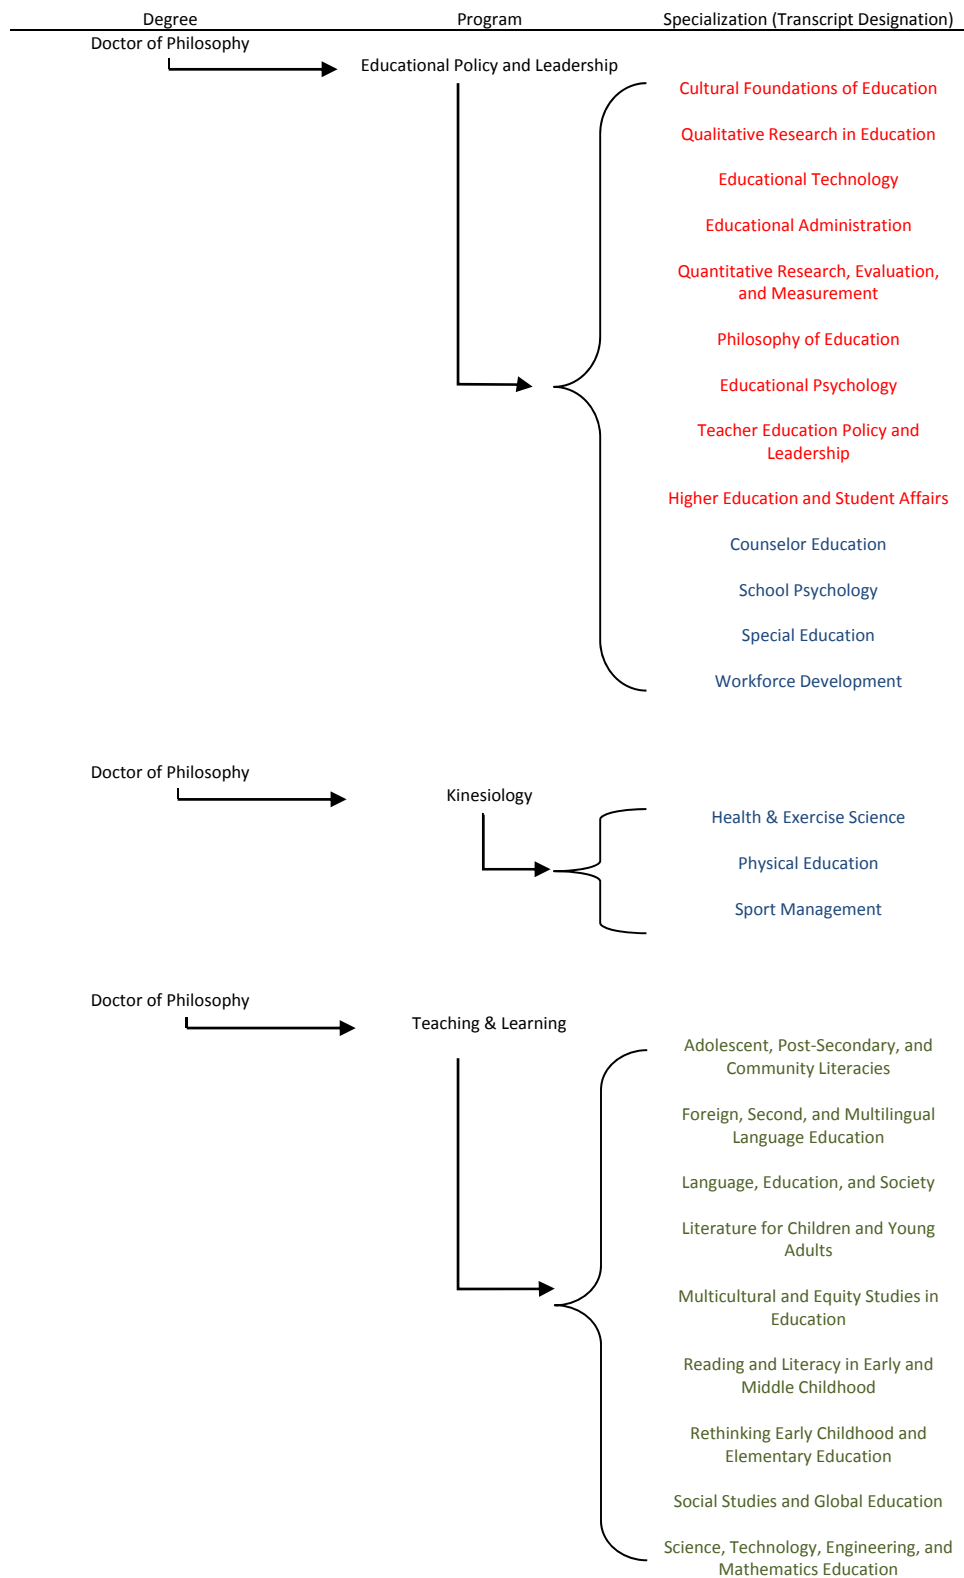 Degree
Program
Specialization (Transcript Designation)
Doctor of Philosophy
Educational Policy and Leadership
Cultural Foundations of Education
Qualitative Research in Education
Educational Technology
Educational Administration
Quantitative Research, Evaluation,
and Measurement
Philosophy of Education
Educational Psychology
Teacher Education Policy and
Leadership
Higher Education and Student Affairs
Counselor Education
School Psychology
Special Education
Workforce Development
Doctor of Philosophy
Kinesiology
Health & Exercise Science
Physical Education
Sport Management
Doctor of Philosophy
Teaching & Learning
Adolescent, Post-Secondary, and
Community Literacies
Foreign, Second, and Multilingual
Language Education
Language, Education, and Society
Literature for Children and Young
Adults
Multicultural and Equity Studies in
Education
Reading and Literacy in Early and
Middle Childhood
Rethinking Early Childhood and
Elementary Education
Social Studies and Global Education
Science, Technology, Engineering, and
Mathematics Education